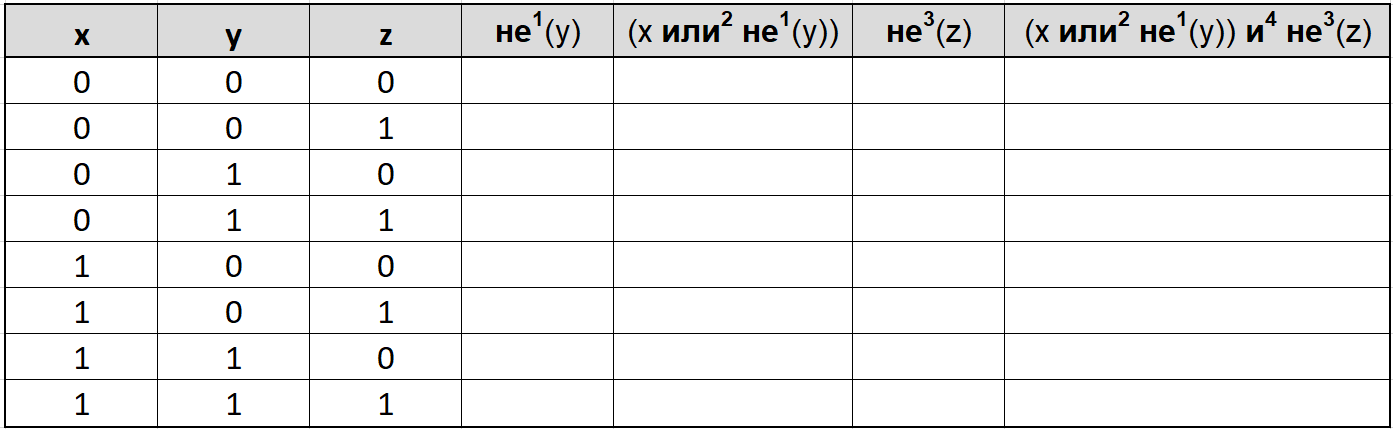 x y z не¹(y) (x или² не¹(y)) не³(z) (x или² не¹(y)) и⁴ не³(z)
0 0 0
0 0 1
0 1 0
0 1 1
1 0 0
1 0 1
1 1 0
1 1 1